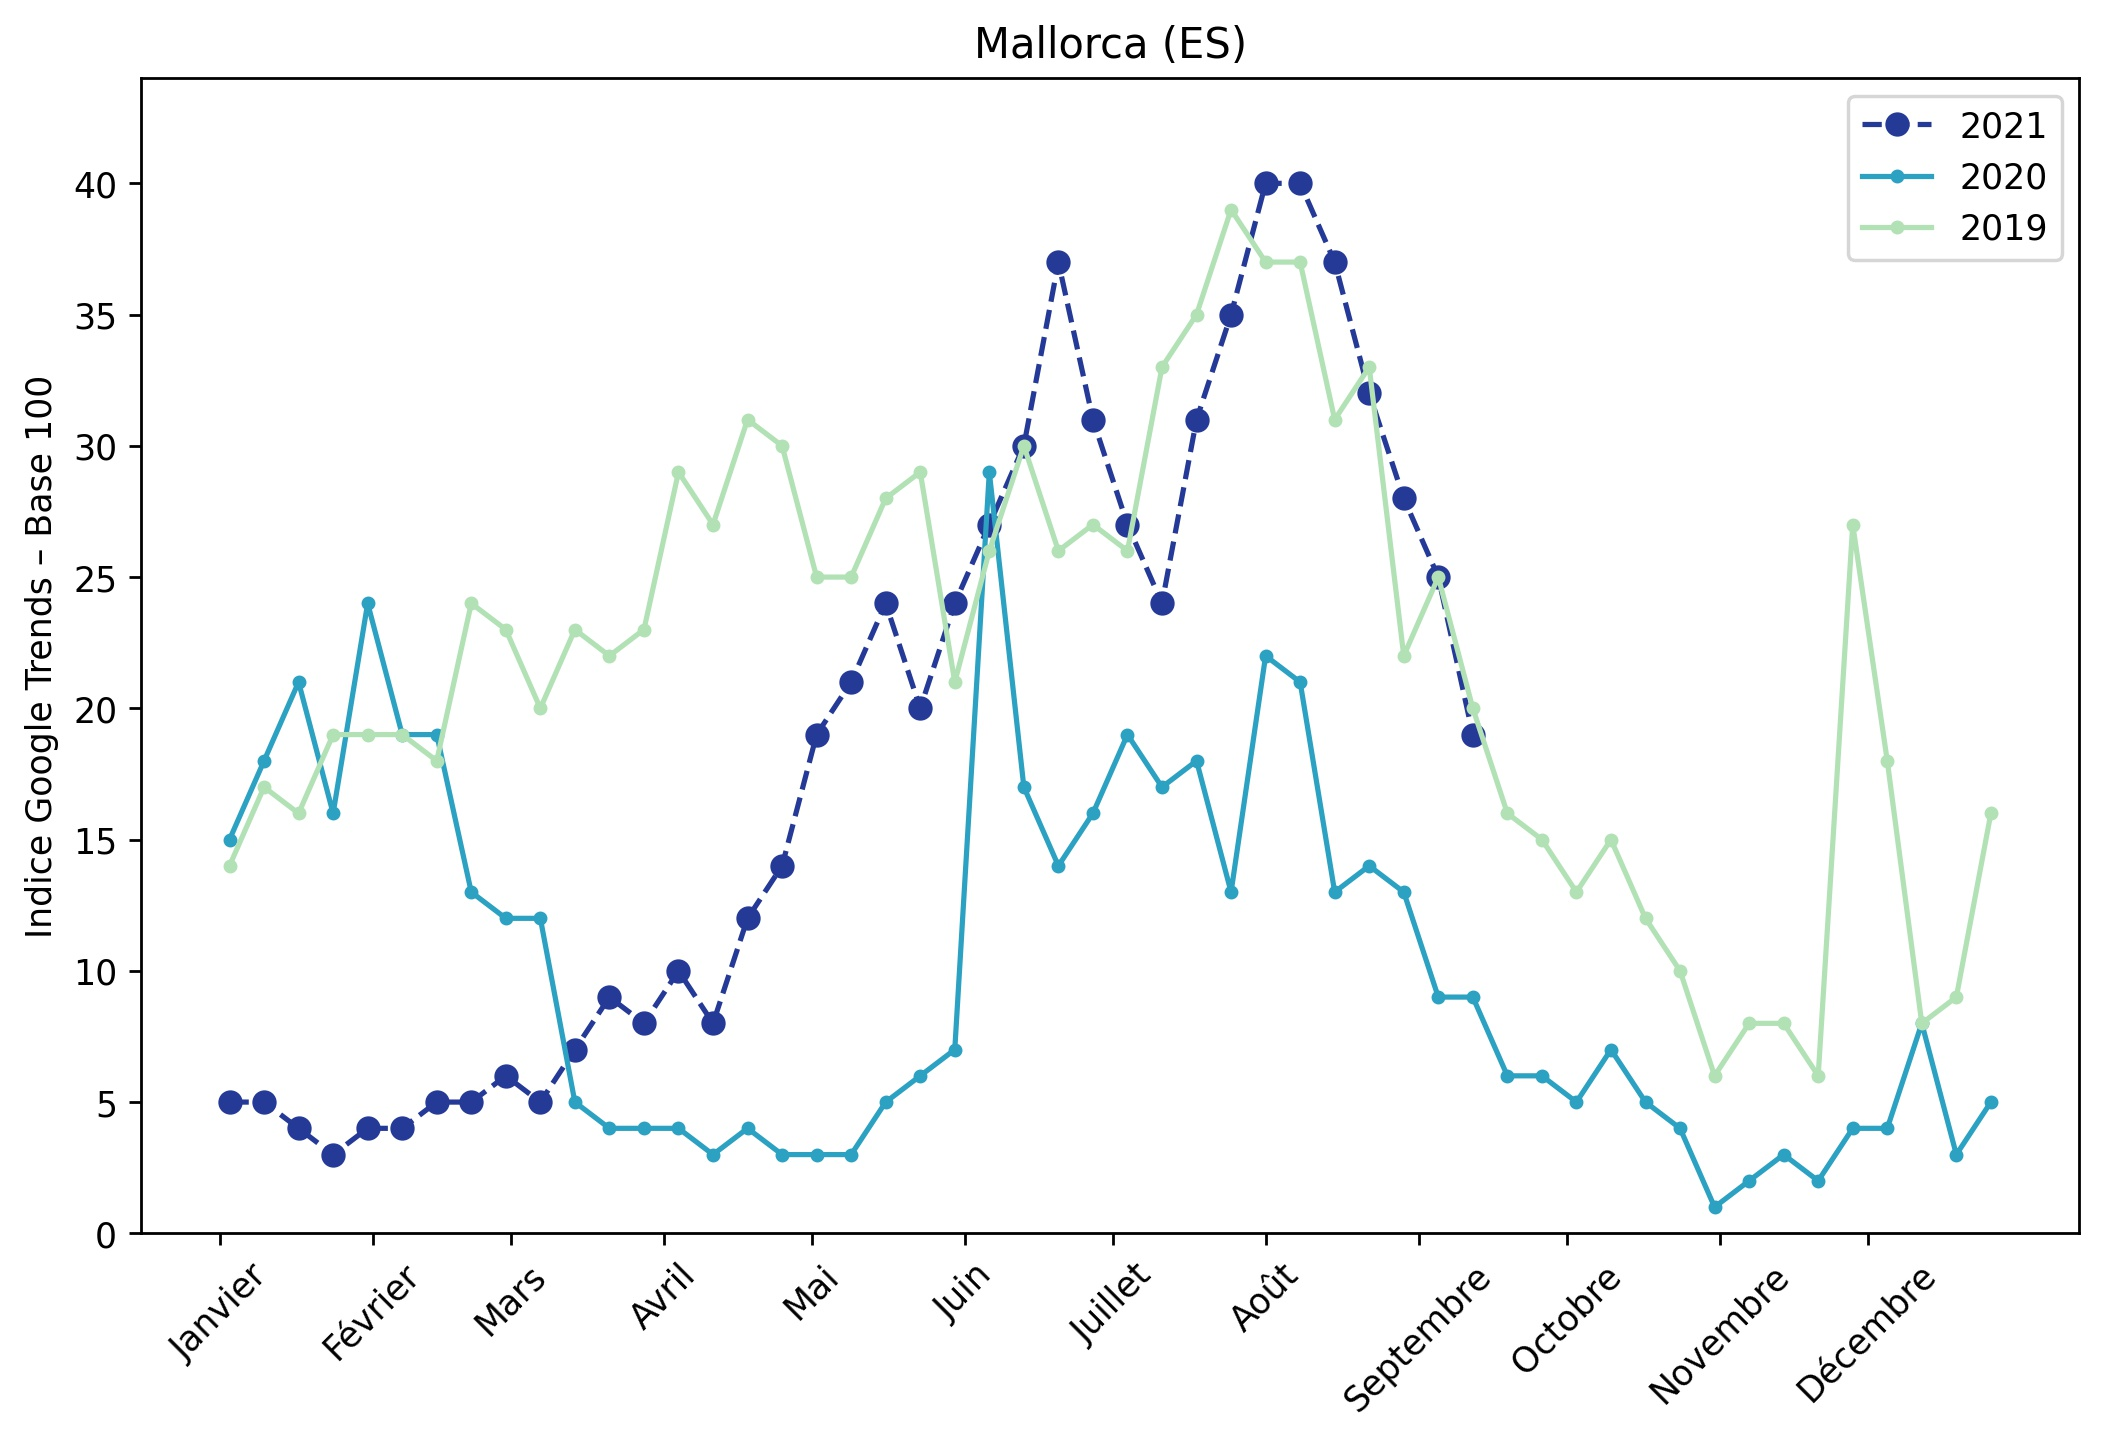 Mallorca (ES)
2021
2020
2019
Indice Google Trends – Base 100
40
35
30
25
20
15
10
5
0
Janvier
Février
Mars
Avril
Mai
Juin
Juillet
Août
Septembre
Octobre
Novembre
Décembre